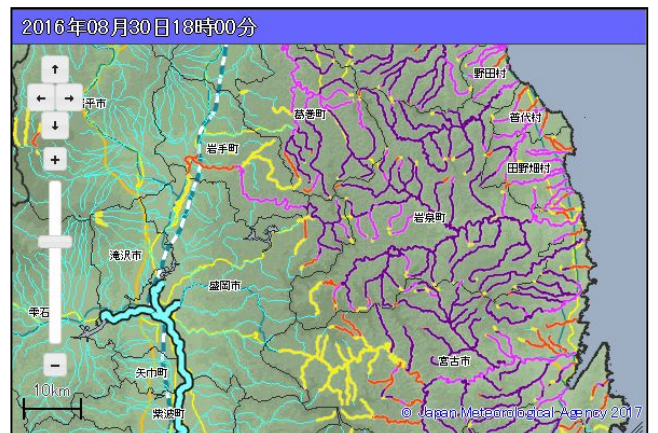 2016年08月30日18時00分
野田村
平市
葛巻町
普代村
岩手町
田野畑村
岩泉町
滝沢市
盛岡市
雫石
宮古市
矢巾町
10km
紫波町
© Japan Meteorological Agency 2017